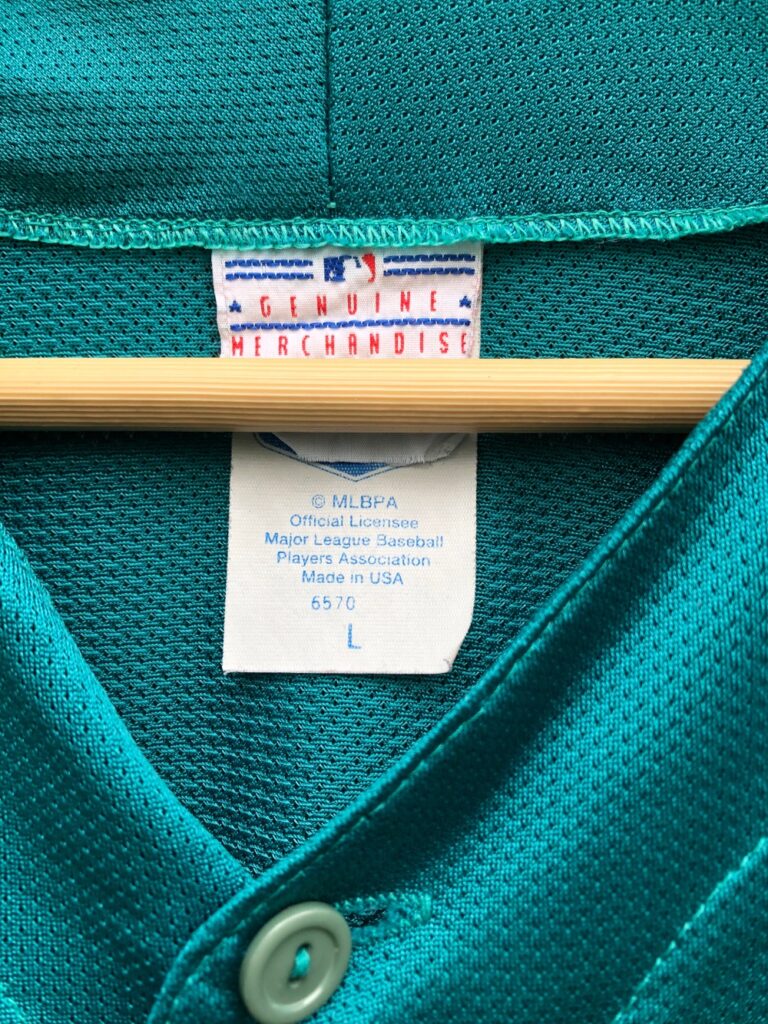 GENUINE
MERCHANDISE
© MLBPA
Official Licensee
Major League Baseball
Players Association
Made in USA
6570
L